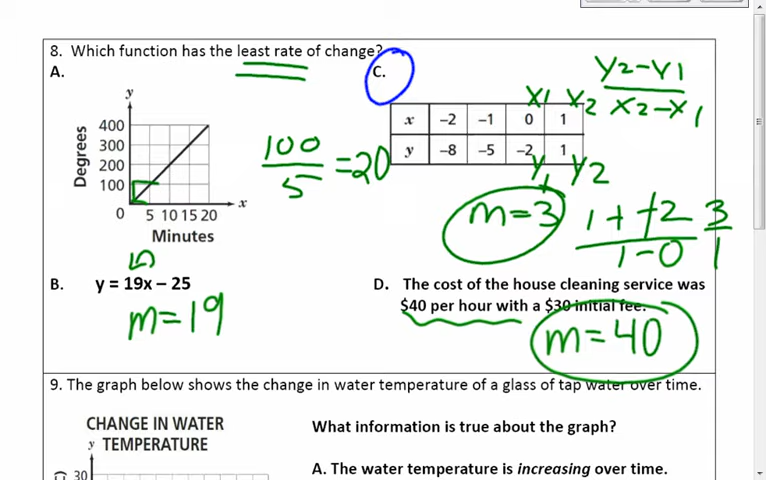 8. Which function has the least rate of change?
A.
C.
y
Degrees
400
300
200
100
0 5 10 15 20 x
Minutes
5
100
5
=20
Y2-Y1
X2-X1
X1 X2
x -2 -1 0 1
y -8 -5 -2 1
Y1 Y2
m=3
1+ +2
1-0
3
1
B. y = 19x – 25
m=19
D. The cost of the house cleaning service was
$40 per hour with a $30 initial fee.
m=40
9. The graph below shows the change in water temperature of a glass of tap water over time.
CHANGE IN WATER
y TEMPERATURE
30
What information is true about the graph?
A. The water temperature is increasing over time.